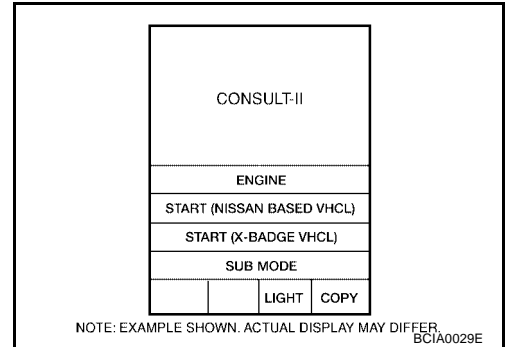 CONSULT-II
ENGINE
START (NISSAN BASED VHCL)
START (X-BADGE VHCL)
SUB MODE
LIGHT COPY
NOTE: EXAMPLE SHOWN. ACTUAL DISPLAY MAY DIFFER.
BCIA0029E